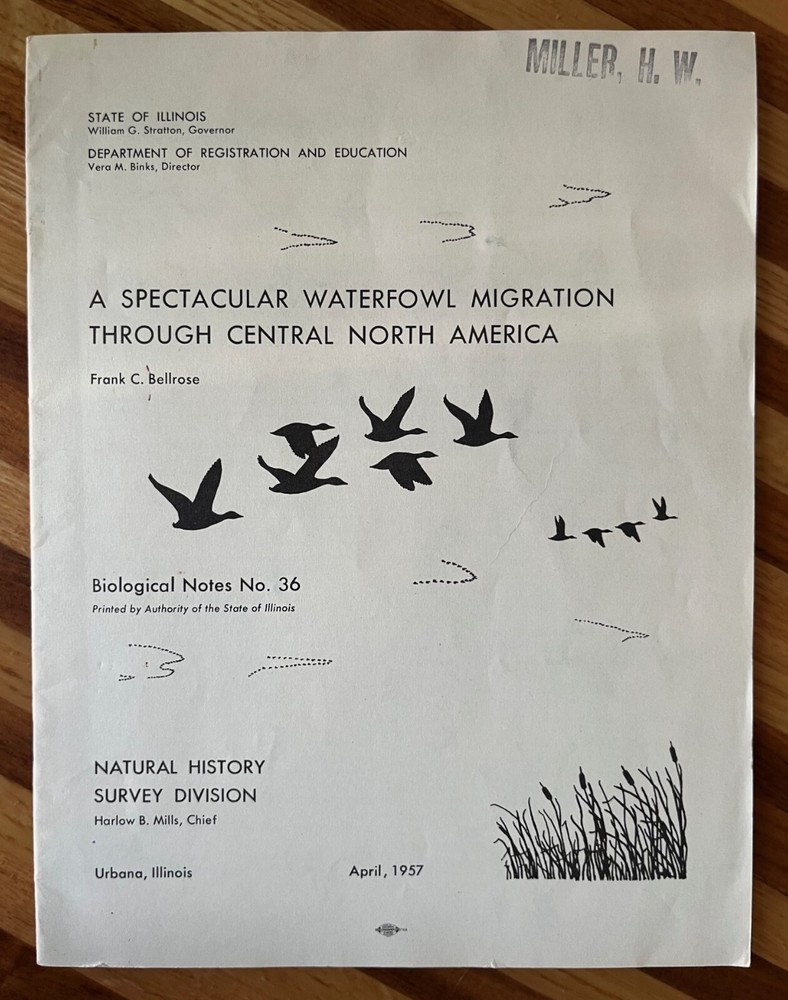 MILLER, H. W.
STATE OF ILLINOIS
William G. Stratton, Governor
DEPARTMENT OF REGISTRATION AND EDUCATION
Vera M. Binks, Director
A SPECTACULAR WATERFOWL MIGRATION
THROUGH CENTRAL NORTH AMERICA
Frank C. Bellrose
Biological Notes No. 36
Printed by Authority of the State of Illinois
NATURAL HISTORY
SURVEY DIVISION
Harlow B. Mills, Chief
Urbana, Illinois
April, 1957